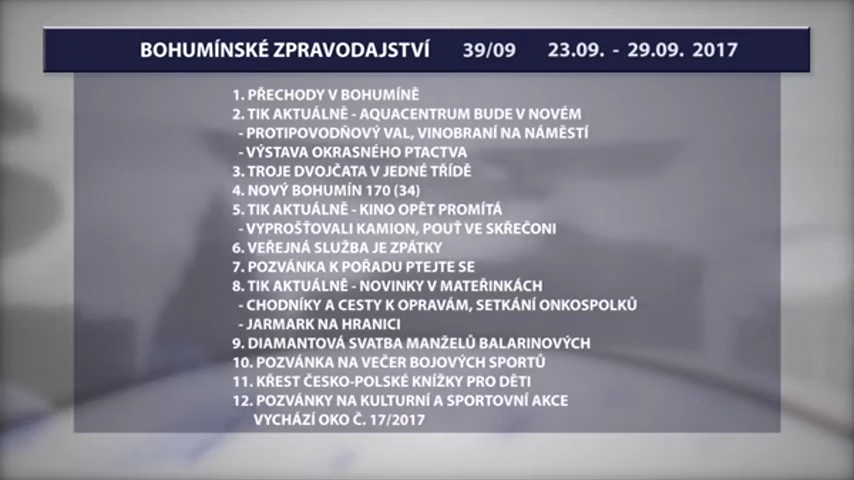 BOHUMÍNSKÉ ZPRAVODAJSTVÍ 39/09 23.09. - 29.09. 2017
1. PŘECHODY V BOHUMÍNĚ
2. TIK AKTUÁLNĚ - AQUACENTRUM BUDE V NOVÉM
- PROTIPOVODŇOVÝ VAL, VINOBRANÍ NA NÁMĚSTÍ
- VÝSTAVA OKRASNÉHO PTACTVA
3. TROJE DVOJČATA V JEDNÉ TŘÍDĚ
4. NOVÝ BOHUMÍN 170 (34)
5. TIK AKTUÁLNĚ - KINO OPĚT PROMÍTÁ
- VYPROŠŤOVALI KAMION, POUŤ VE SKŘEČONI
6. VEŘEJNÁ SLUŽBA JE ZPÁTKY
7. POZVÁNKA K POŘADU PTEJTE SE
8. TIK AKTUÁLNĚ - NOVINKY V MATEŘINKÁCH
- CHODNÍKY A CESTY K OPRAVÁM, SETKÁNÍ ONKOSPOLKŮ
- JARMARK NA HRANICI
9. DIAMANTOVÁ SVATBA MANŽELŮ BALARINOVÝCH
10. POZVÁNKA NA VEČER BOJOVÝCH SPORTŮ
11. KŘEST ČESKO-POLSKÉ KNÍŽKY PRO DĚTI
12. POZVÁNKY NA KULTURNÍ A SPORTOVNÍ AKCE
VYCHÁZÍ OKO Č. 17/2017